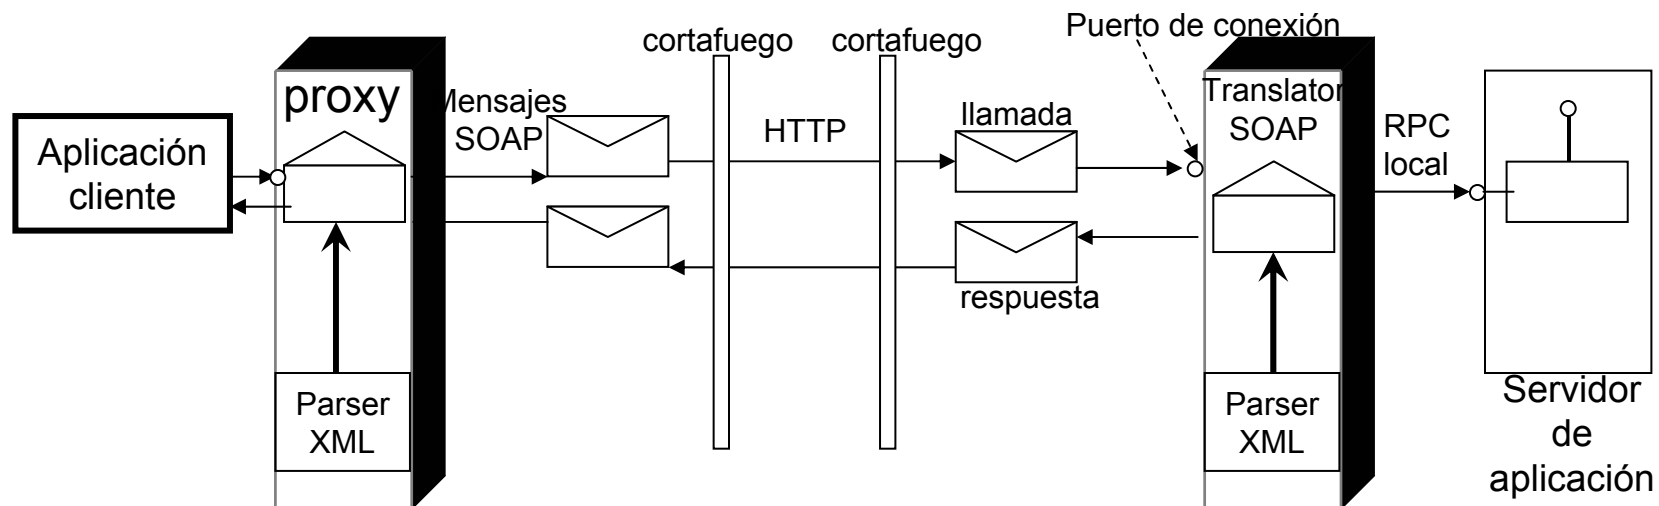 Aplicación
cliente
proxy
Parser
XML
Mensajes
SOAP
cortafuego
cortafuego
HTTP
llamada
respuesta
Puerto de conexión
Translator
SOAP
Parser
XML
RPC
local
Servidor
de
aplicación